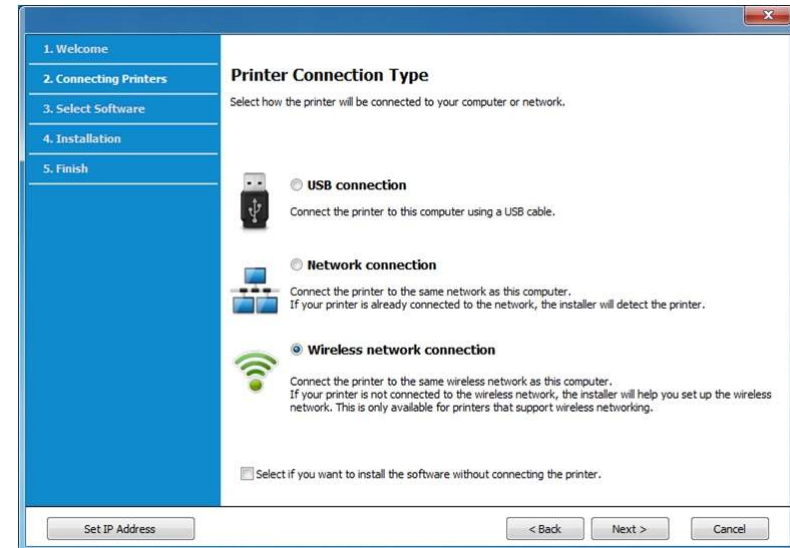 1. Welcome
2. Connecting Printers
3. Select Software
4. Installation
5. Finish
Printer Connection Type
Select how the printer will be connected to your computer or network.
USB connection
Connect the printer to this computer using a USB cable.
Network connection
Connect the printer to the same network as this computer.
If your printer is already connected to the network, the installer will detect the printer.
Wireless network connection
Connect the printer to the same wireless network as this computer.
If your printer is not connected to the wireless network, the installer will help you set up the wireless
network. This is only available for printers that support wireless networking.
Select if you want to install the software without connecting the printer.
Set IP Address
< Back
Next >
Cancel